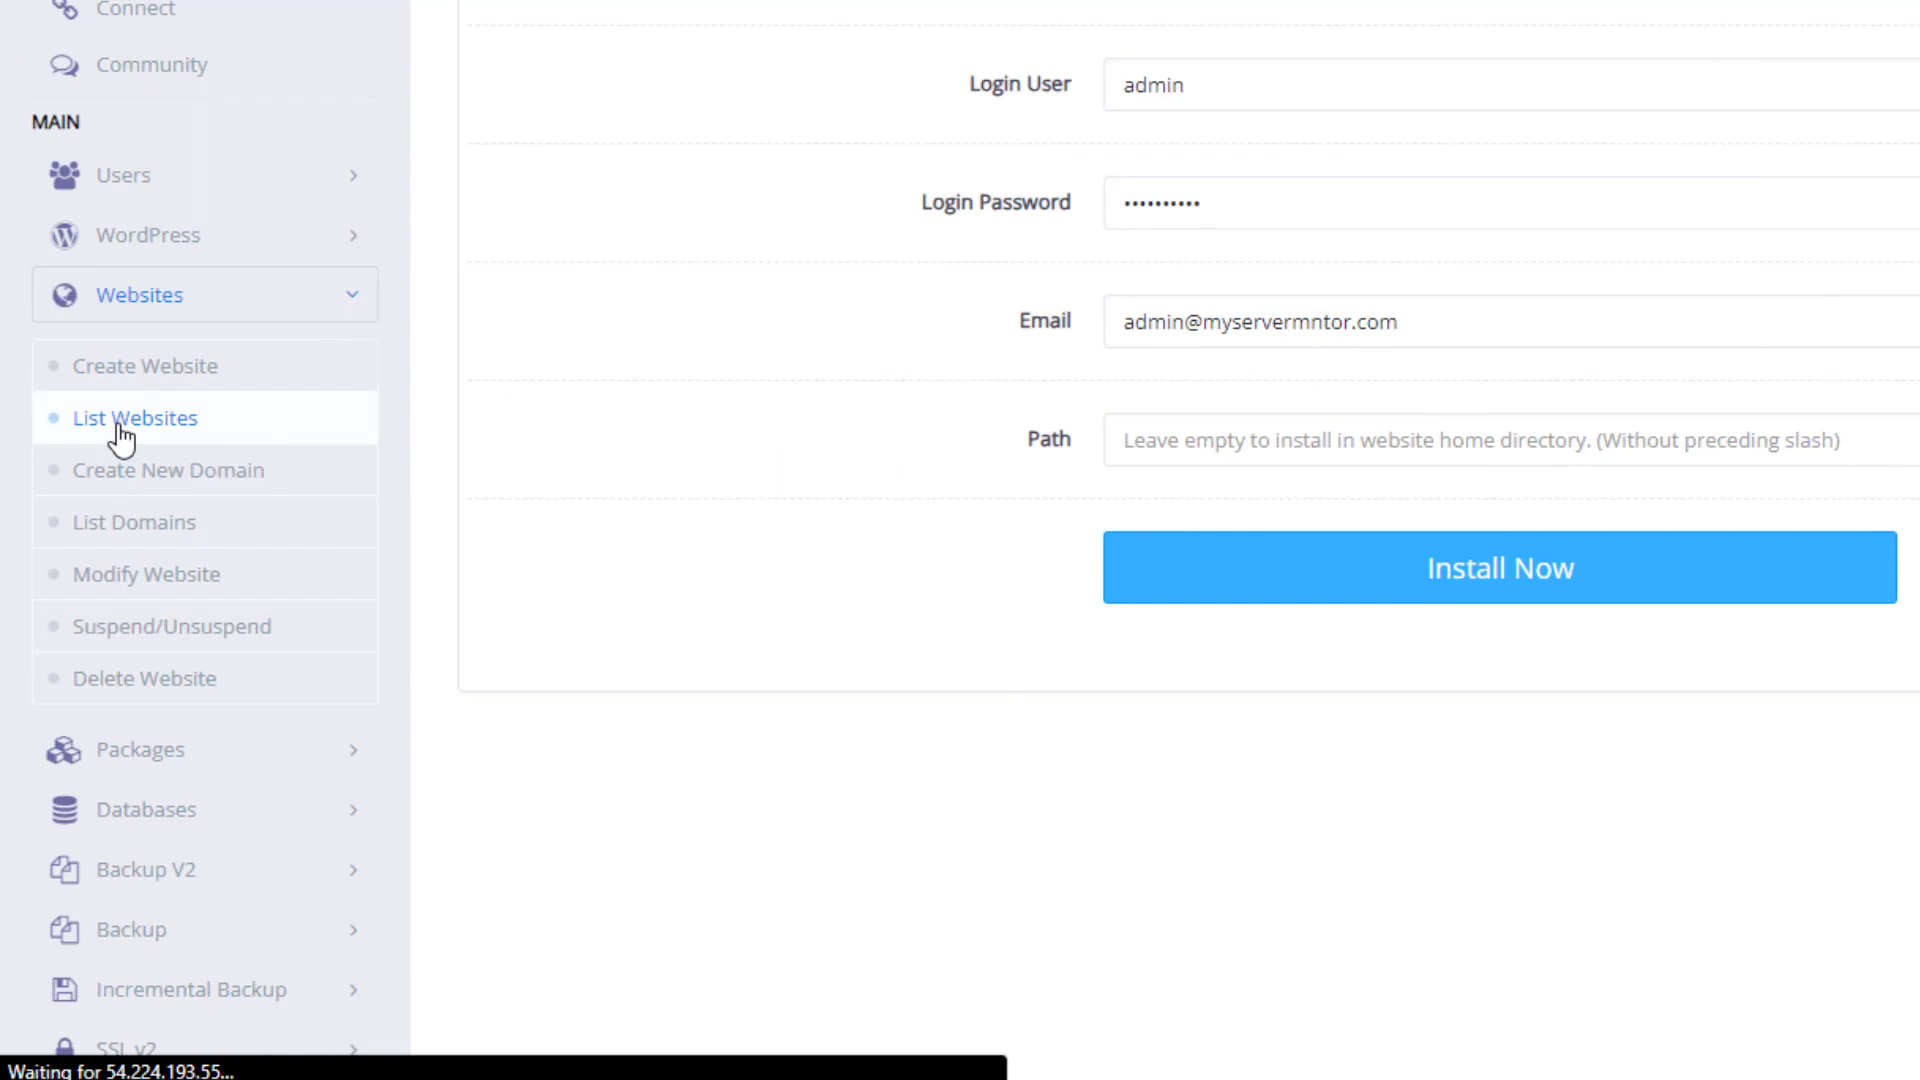 Connect
Community
MAIN
Users
WordPress
Websites
Create Website
List Websites
Create New Domain
List Domains
Modify Website
Suspend/Unsuspend
Delete Website
Packages
Databases
Backup V2
Backup
Incremental Backup
SSL v2
Login User
admin
Login Password
••••••••••
Email
admin@myservermntor.com
Path
Leave empty to install in website home directory. (Without preceding slash)
Install Now
Waiting for 54.224.193.55...